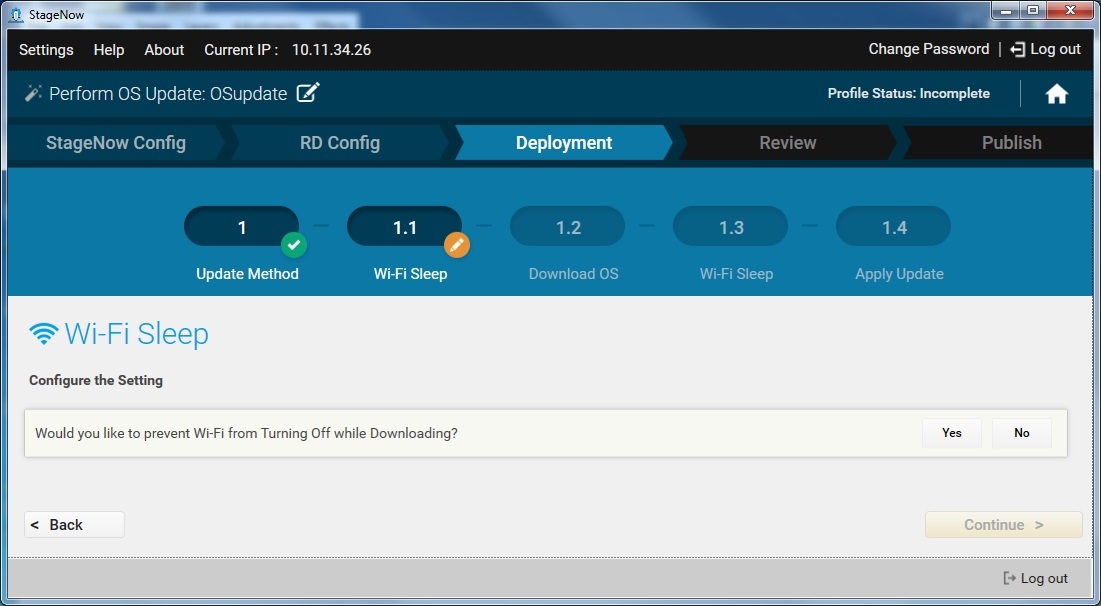 StageNow
Settings Help About Current IP : 10.11.34.26 Change Password | Log out
Perform OS Update: OSupdate Profile Status: Incomplete
StageNow Config RD Config Deployment Review Publish
1 1.1 1.2 1.3 1.4
Update Method Wi-Fi Sleep Download OS Wi-Fi Sleep Apply Update
Wi-Fi Sleep
Configure the Setting
Would you like to prevent Wi-Fi from Turning Off while Downloading? Yes No
< Back Continue >
Log out